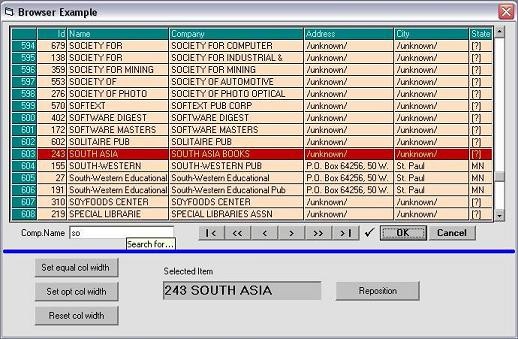 Browser Example
Id Name Company Address City State
594 679 SOCIETY FOR SOCIETY FOR COMPUTER /unknown/ /unknown/ [?]
595 138 SOCIETY FOR SOCIETY FOR INDUSTRIAL & /unknown/ /unknown/ [?]
596 359 SOCIETY FOR MINING SOCIETY FOR MINING /unknown/ /unknown/ [?]
597 553 SOCIETY OF SOCIETY OF AUTOMOTIVE /unknown/ /unknown/ [?]
598 276 SOCIETY OF PHOTO SOCIETY OF PHOTO OPTICAL /unknown/ /unknown/ [?]
599 570 SOFTEXT SOFTEXT PUB CORP /unknown/ /unknown/ [?]
600 402 SOFTWARE DIGEST SOFTWARE DIGEST /unknown/ /unknown/ [?]
601 172 SOFTWARE MASTERS SOFTWARE MASTERS /unknown/ /unknown/ [?]
602 602 SOLITAIRE PUB SOLITAIRE PUB /unknown/ /unknown/ [?]
603 243 SOUTH ASIA SOUTH ASIA BOOKS /unknown/ /unknown/ [?]
604 155 SOUTH-WESTERN SOUTH-WESTERN PUB P.O. Box 64256, 50 W. St. Paul MN
605 27 South-Western Educational South-Western Educational P.O. Box 64256, 50 W. St. Paul MN
606 191 South-Western Educational South-Western Educational Pub P.O. Box 64256, 50 W. St. Paul MN
607 310 SOYFOODS CENTER SOYFOODS CENTER /unknown/ /unknown/ [?]
608 219 SPECIAL LIBRARIE SPECIAL LIBRARIES ASSN /unknown/ /unknown/ [?]
Comp.Name so I< << < > >> >I OK Cancel
Search for...
Set equal col width
Selected Item
Set opt col width 243 SOUTH ASIA Reposition
Reset col width